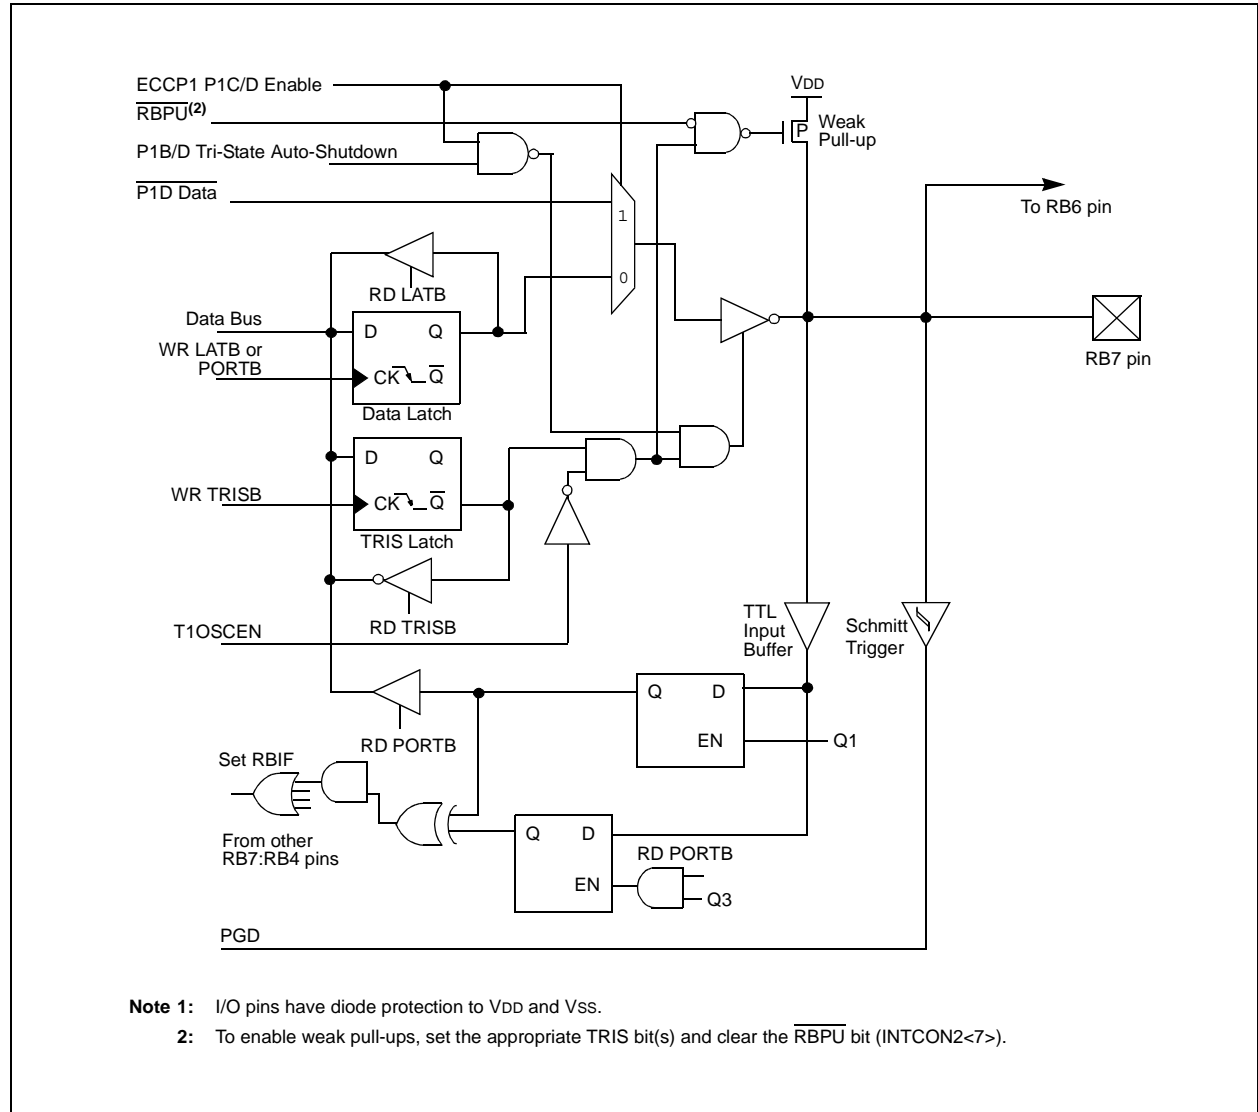 ECCP1 P1C/D Enable
R̅B̅P̅U̅(2)
P1B/D Tri-State Auto-Shutdown
P̅1̅D̅ ̅D̅a̅t̅a̅
VDD
P
Weak
Pull-up
To RB6 pin
1
0
RD LATB
Data Bus
D Q
WR LATB or
PORTB
CK Q̅
Data Latch
RB7 pin
D Q
WR TRISB
CK Q̅
TRIS Latch
RD TRISB
T1OSCEN
TTL
Input
Buffer
Schmitt
Trigger
Q D
EN
Q1
RD PORTB
Set RBIF
From other
RB7:RB4 pins
Q D
EN
RD PORTB
Q3
PGD
Note 1: I/O pins have diode protection to VDD and VSS.
2: To enable weak pull-ups, set the appropriate TRIS bit(s) and clear the R̅B̅P̅U̅ bit (INTCON2<7>).